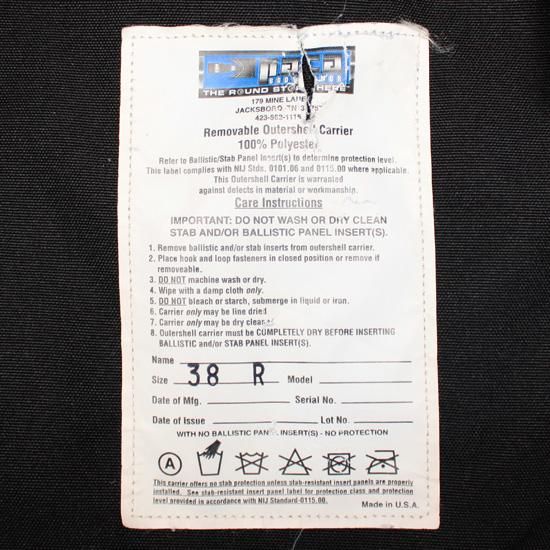 THE ROUND STOPS HERE
179 MINE LANE
JACKSBORO
423-562-1115
Removable Outershell Carrier
100% Polyester
Refer to Ballistic/Stab Panel Insert(s) to determine protection level.
This label complies with NIJ Stds. 0101.06 and 0115.00 where applicable.
This Outershell Carrier is warranted
against defects in material or workmanship.
Care Instructions
IMPORTANT: DO NOT WASH OR DRY CLEAN
STAB AND/OR BALLISTIC PANEL INSERT(S).
1. Remove ballistic and/or stab inserts from outershell carrier.
2. Place hook and loop fasteners in closed position or remove if
removeable.
3. DO NOT machine wash or dry.
4. Wipe with a damp cloth only.
5. DO NOT bleach or starch, submerge in liquid or iron.
6. Carrier only may be line dried
7. Carrier only may be dry cleaned
8. Outershell carrier must be COMPLETELY DRY BEFORE INSERTING
BALLISTIC and/or STAB PANEL INSERT(S).
Name
Size 38 R Model
Date of Mfg. Serial No.
Date of Issue Lot No.
WITH NO BALLISTIC PANEL INSERT(S) - NO PROTECTION
A
This carrier offers no stab protection unless stab-resistant insert panels are properly
installed. See stab-resistant insert panel label for protection class and protection
level provided in accordance with NIJ Standard-0115.00.
Made in U.S.A.